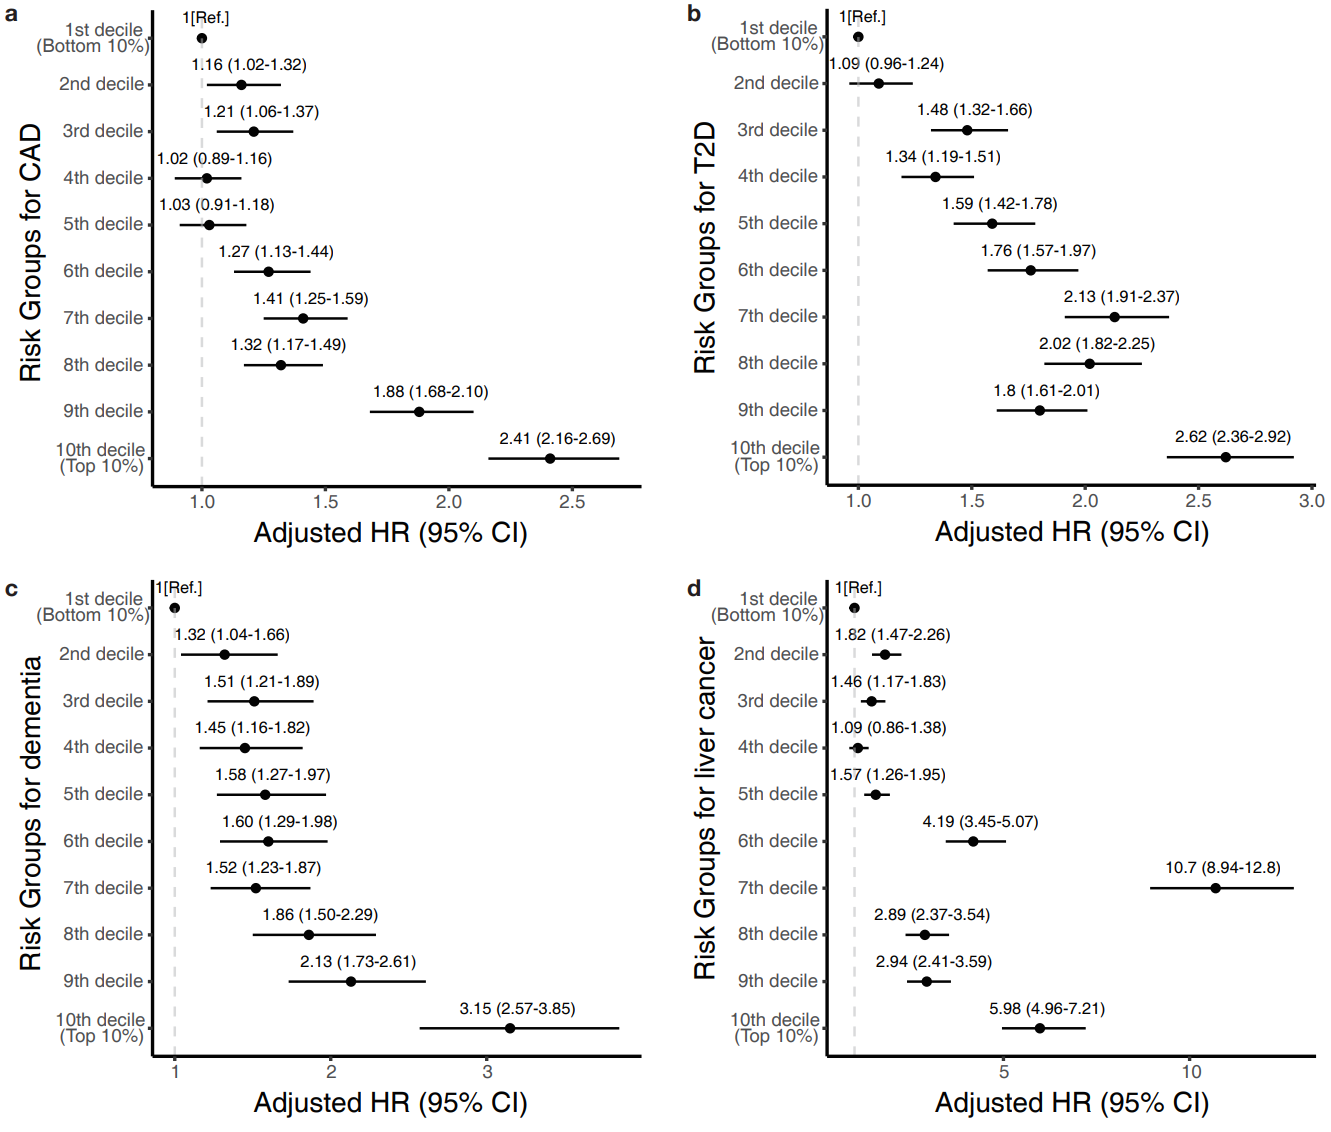 a
Risk Groups for CAD
1st decile
(Bottom 10%)
1[Ref.]
2nd decile
1.16 (1.02-1.32)
3rd decile
1.21 (1.06-1.37)
4th decile
1.02 (0.89-1.16)
5th decile
1.03 (0.91-1.18)
6th decile
1.27 (1.13-1.44)
7th decile
1.41 (1.25-1.59)
8th decile
1.32 (1.17-1.49)
9th decile
1.88 (1.68-2.10)
10th decile
(Top 10%)
2.41 (2.16-2.69)
1.0 1.5 2.0 2.5
Adjusted HR (95% CI)
b
Risk Groups for T2D
1st decile
(Bottom 10%)
1[Ref.]
2nd decile
1.09 (0.96-1.24)
3rd decile
1.48 (1.32-1.66)
4th decile
1.34 (1.19-1.51)
5th decile
1.59 (1.42-1.78)
6th decile
1.76 (1.57-1.97)
7th decile
2.13 (1.91-2.37)
8th decile
2.02 (1.82-2.25)
9th decile
1.8 (1.61-2.01)
10th decile
(Top 10%)
2.62 (2.36-2.92)
1.0 1.5 2.0 2.5 3.0
Adjusted HR (95% CI)
c
Risk Groups for dementia
1st decile
(Bottom 10%)
1[Ref.]
2nd decile
1.32 (1.04-1.66)
3rd decile
1.51 (1.21-1.89)
4th decile
1.45 (1.16-1.82)
5th decile
1.58 (1.27-1.97)
6th decile
1.60 (1.29-1.98)
7th decile
1.52 (1.23-1.87)
8th decile
1.86 (1.50-2.29)
9th decile
2.13 (1.73-2.61)
10th decile
(Top 10%)
3.15 (2.57-3.85)
1 2 3
Adjusted HR (95% CI)
d
Risk Groups for liver cancer
1st decile
(Bottom 10%)
1[Ref.]
2nd decile
1.82 (1.47-2.26)
3rd decile
1.46 (1.17-1.83)
4th decile
1.09 (0.86-1.38)
5th decile
1.57 (1.26-1.95)
6th decile
4.19 (3.45-5.07)
7th decile
10.7 (8.94-12.8)
8th decile
2.89 (2.37-3.54)
9th decile
2.94 (2.41-3.59)
10th decile
(Top 10%)
5.98 (4.96-7.21)
5 10
Adjusted HR (95% CI)